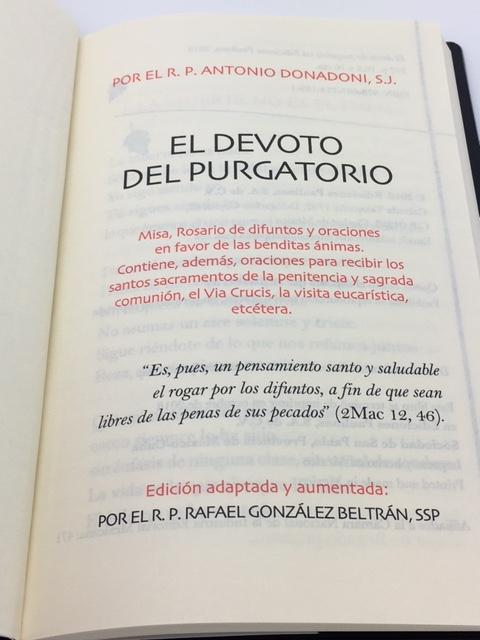 POR EL R. P. ANTONIO DONADONI, S.J.
EL DEVOTO
DEL PURGATORIO
Misa, Rosario de difuntos y oraciones
en favor de las benditas ánimas.
Contiene, además, oraciones para recibir los
santos sacramentos de la penitencia y sagrada
comunión, el Via Crucis, la visita eucarística,
etcétera.
“Es, pues, un pensamiento santo y saludable
el rogar por los difuntos, a fin de que sean
libres de las penas de sus pecados” (2Mac 12, 46).
Edición adaptada y aumentada:
POR EL R. P. RAFAEL GONZÁLEZ BELTRÁN, SSP